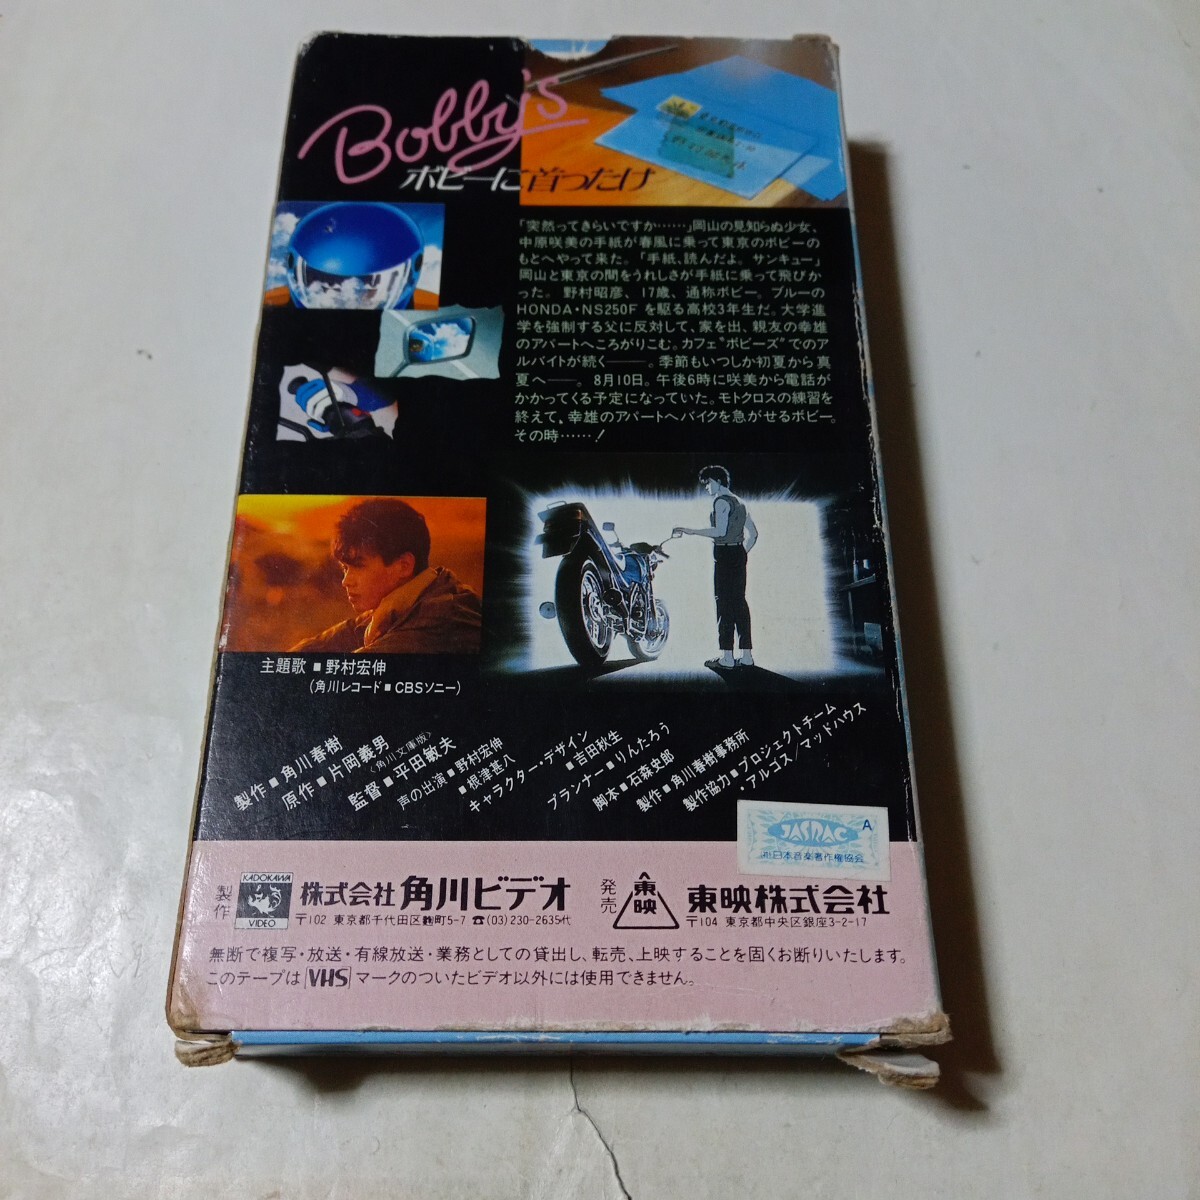 Bobby's
ボビーに首ったけ
「突然ってきらいですか……」岡山の見知らぬ少女、
中原咲美の手紙が春風に乗って東京のボビーの
もとへやって来た。「手紙、読んだよ。サンキュー」
岡山と東京の間をうれしさが手紙に乗って飛びか
った。野村昭彦、17歳、通称ボビー。ブルーの
HONDA・NS250Fを駆る高校3年生だ。大学進
学を強制する父に反対して、家を出、親友の幸雄
のアパートへころがりこむ。カフェ“ボビーズ”でのア
ルバイトが続く――。季節もいつしか初夏から真
夏へ――。8月10日。午後6時に咲美から電話が
かかってくる予定になっていた。モトクロスの練習を
終えて、幸雄のアパートへバイクを急がせるボビー。
その時……!
主題歌■野村宏伸
(角川レコード■CBSソニー)
製作■角川春樹
原作■片岡義男
〈角川文庫版〉
監督■平田敏夫
声の出演■野村宏伸
■根津甚八
キャラクター・デザイン
■吉田秋生
プランナー■りんたろう
脚本■石森史郎
製作■角川春樹事務所
製作協力■プロジェクトチーム
・アルゴス/マッドハウス
JASRAC A
㈳日本音楽著作権協会
製作
KADOKAWA
VIDEO
株式会社角川ビデオ
〒102 東京都千代田区麹町5-7 ☎(03)230-2635代
発売
東映
東映株式会社
〒104 東京都中央区銀座3-2-17
無断で複写・放送・有線放送・業務としての貸出し、転売、上映することを固くお断りいたします。
このテープはVHSマークのついたビデオ以外には使用できません。